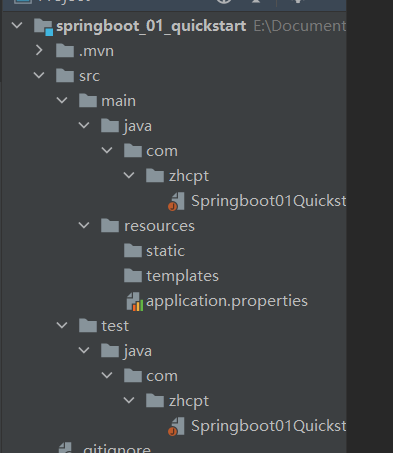 springboot_01_quickstart E:\Document
.mvn
src
main
java
com
zhcpt
Springboot01Quickst
resources
static
templates
application.properties
test
java
com
zhcpt
Springboot01Quickst
.gitignore